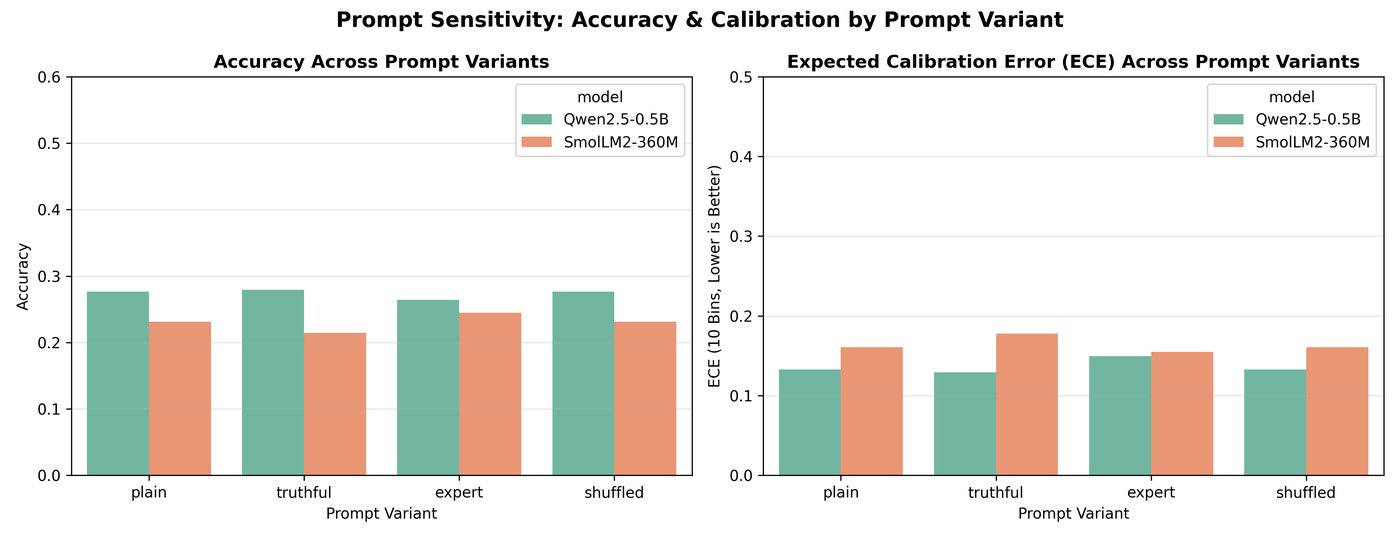 Prompt Sensitivity: Accuracy & Calibration by Prompt Variant
Accuracy Across Prompt Variants
Accuracy
0.6
0.5
0.4
0.3
0.2
0.1
0.0
model
Qwen2.5-0.5B
SmolLM2-360M
plain
truthful
expert
shuffled
Prompt Variant
Expected Calibration Error (ECE) Across Prompt Variants
ECE (10 Bins, Lower is Better)
0.5
0.4
0.3
0.2
0.1
0.0
model
Qwen2.5-0.5B
SmolLM2-360M
plain
truthful
expert
shuffled
Prompt Variant